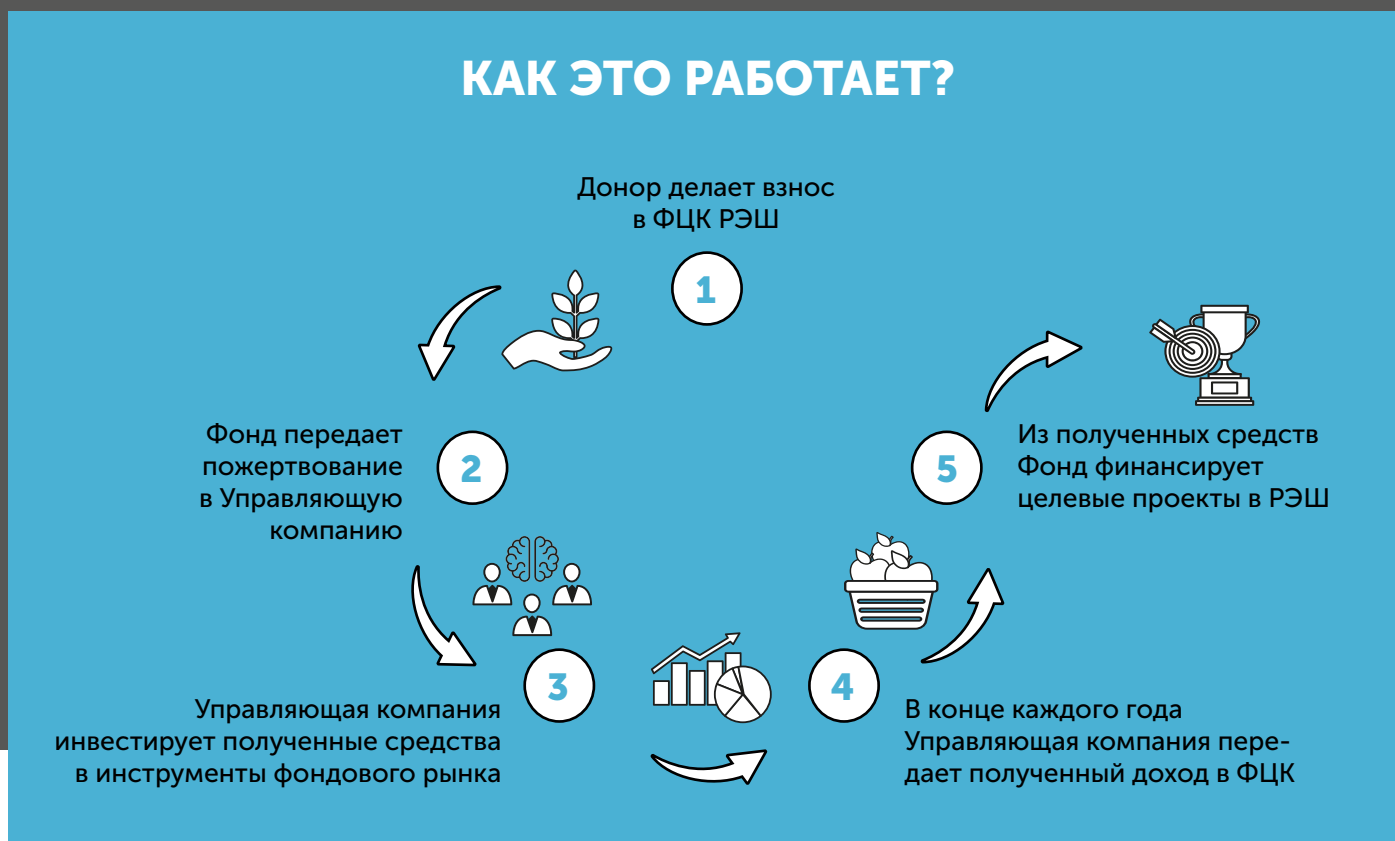 КАК ЭТО РАБОТАЕТ?
Донор делает взнос
в ФЦК РЭШ
1
Фонд передает
пожертвование
в Управляющую
компанию
2
Управляющая компания
инвестирует полученные средства
в инструменты фондового рынка
3
4
В конце каждого года
Управляющая компания пере-
дает полученный доход в ФЦК
5
Из полученных средств
Фонд финансирует
целевые проекты в РЭШ